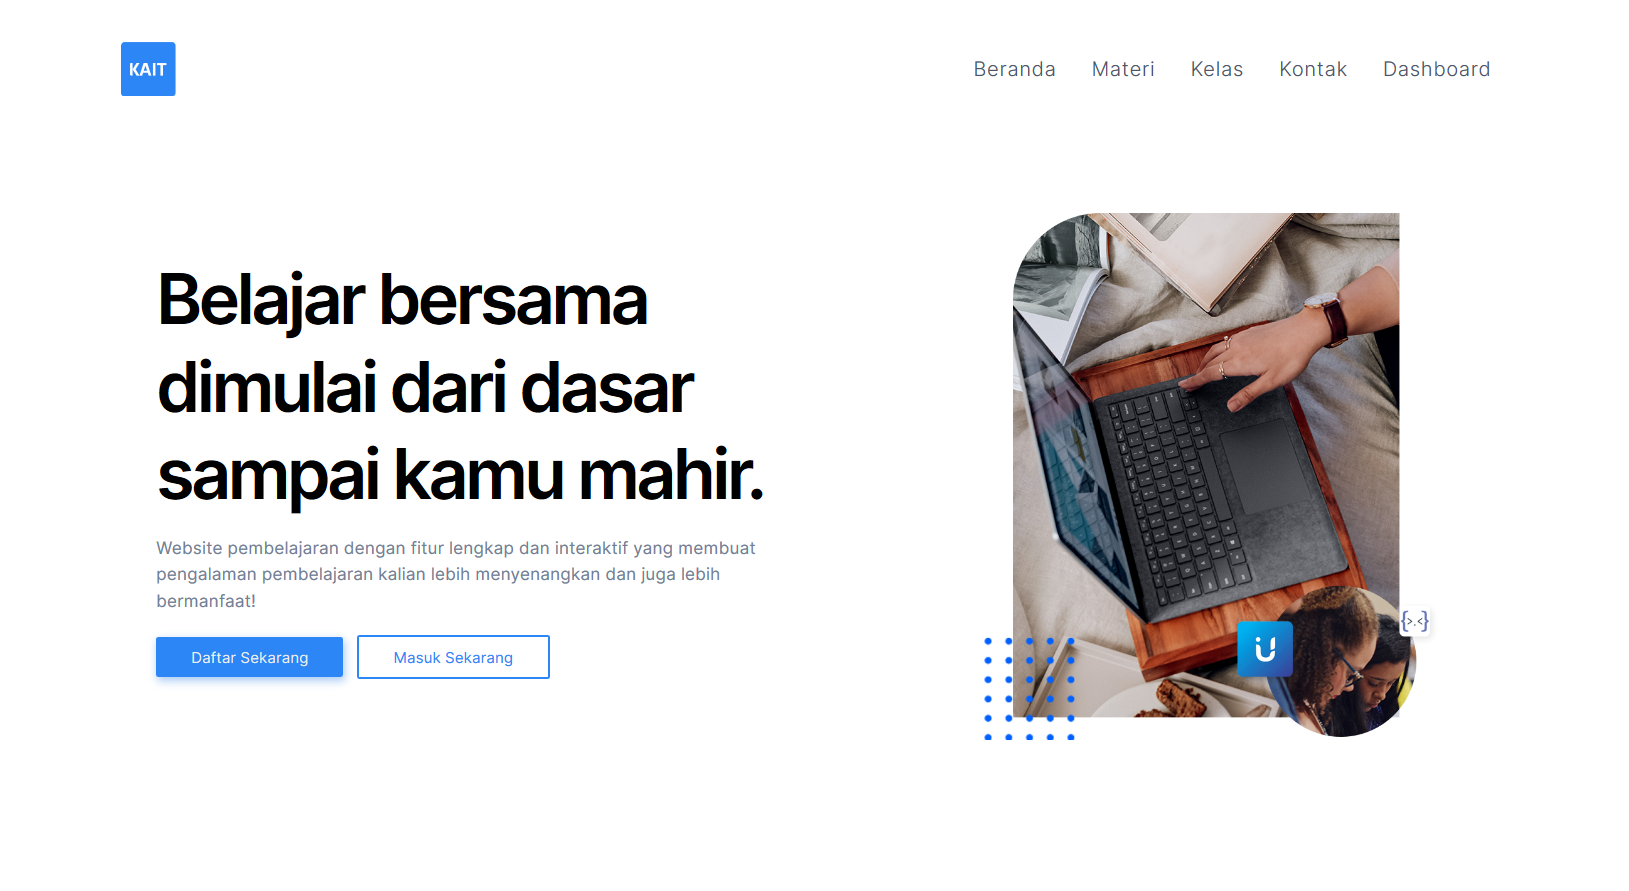 KAIT
Beranda Materi Kelas Kontak Dashboard
Belajar bersama
dimulai dari dasar
sampai kamu mahir.
Website pembelajaran dengan fitur lengkap dan interaktif yang membuat
pengalaman pembelajaran kalian lebih menyenangkan dan juga lebih
bermanfaat!
Daftar Sekarang Masuk Sekarang
{>.<}